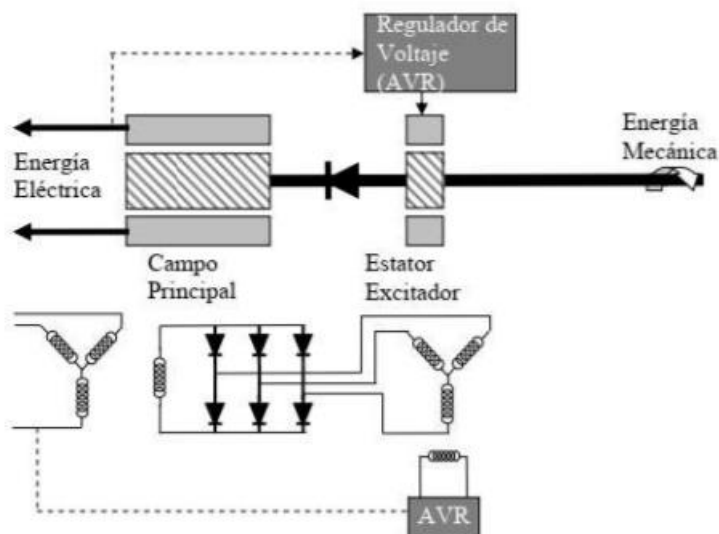 Regulador de
Voltaje
(AVR)
Energía
Mecánica
Energía
Eléctrica
Campo
Principal
Estator
Excitador
AVR